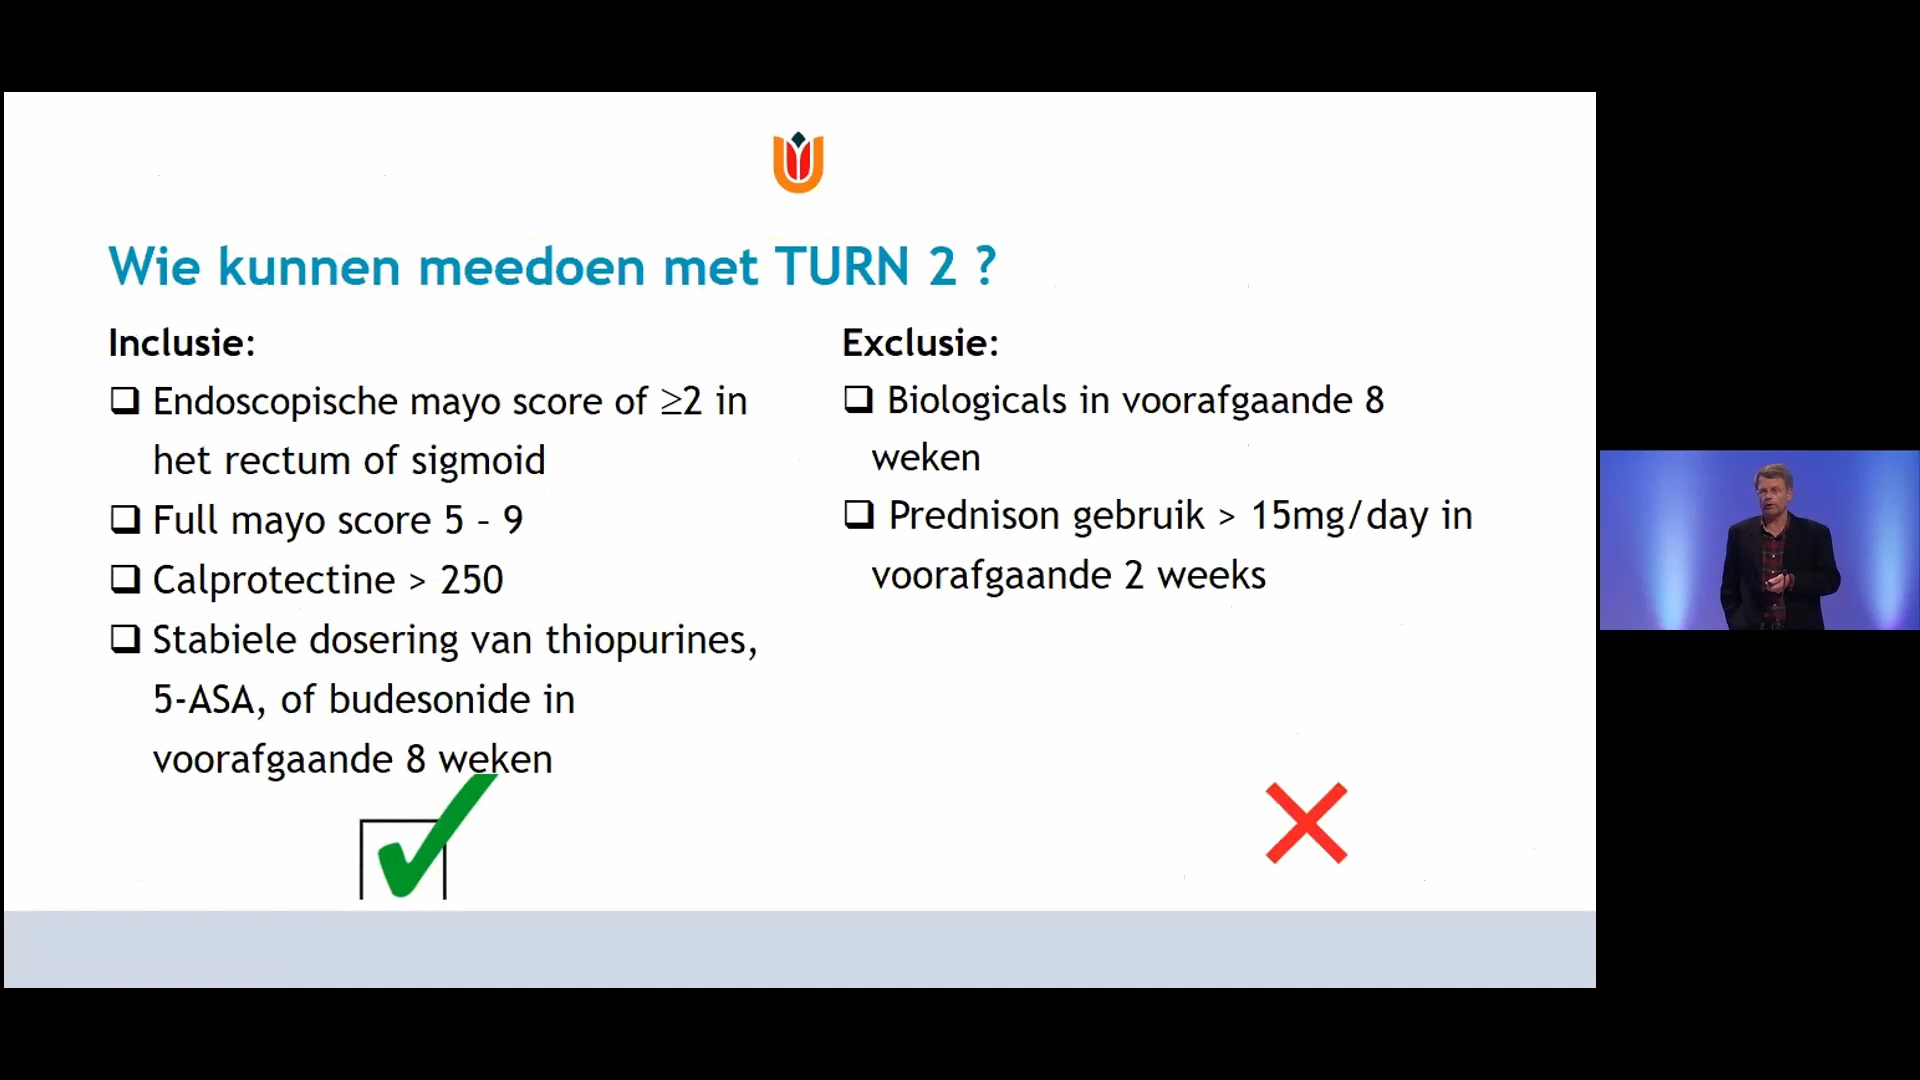 Wie kunnen meedoen met TURN 2 ?
Inclusie:
Endoscopische mayo score of ≥2 in
het rectum of sigmoid
Full mayo score 5 – 9
Calprotectine > 250
Stabiele dosering van thiopurines,
5-ASA, of budesonide in
voorafgaande 8 weken
Exclusie:
Biologicals in voorafgaande 8
weken
Prednison gebruik > 15mg/day in
voorafgaande 2 weeks